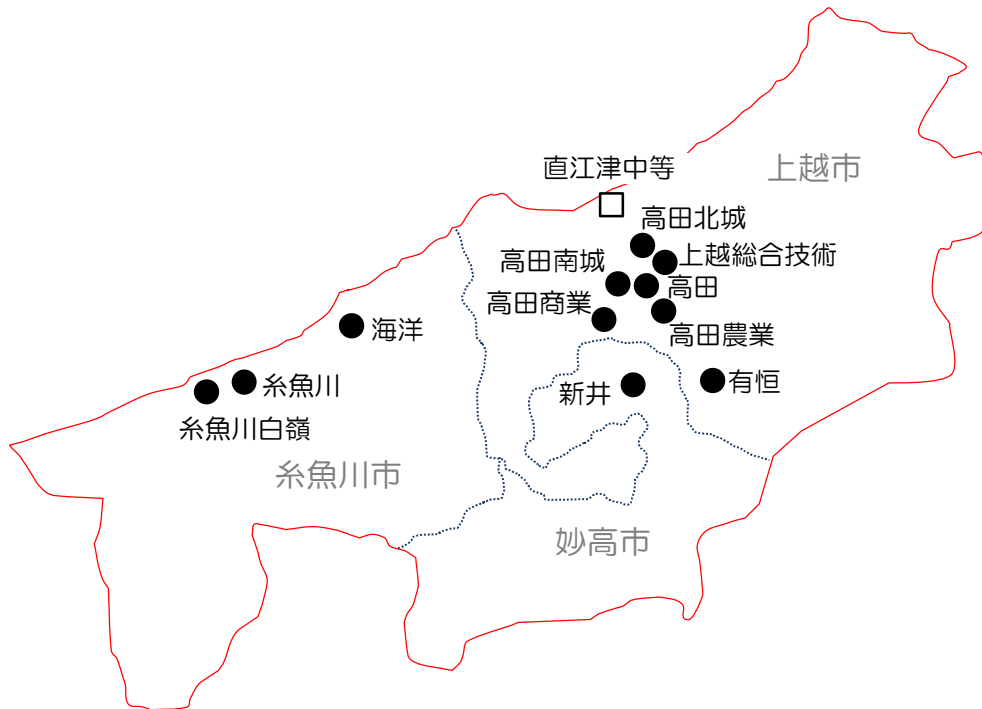 直江津中等
上越市
高田北城
上越総合技術
高田南城
高田
高田商業
高田農業
海洋
新井
有恒
糸魚川
糸魚川白嶺
糸魚川市
妙高市